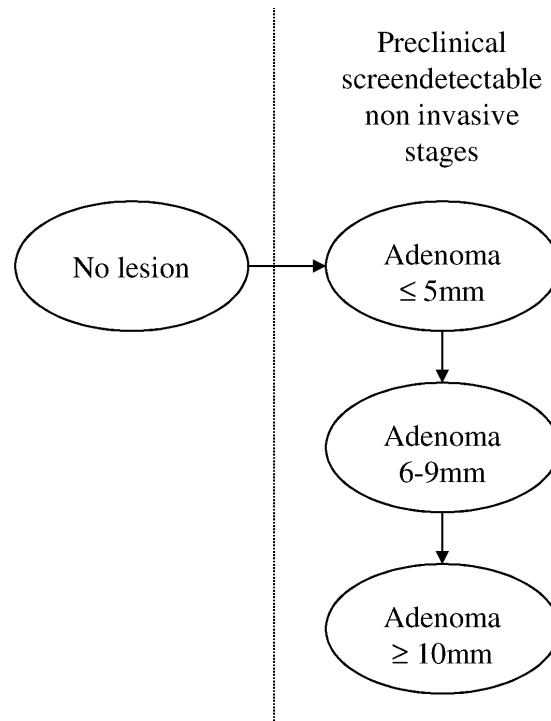 Preclinical
screendetectable
non invasive
stages
No lesion
Adenoma
≤ 5mm
Adenoma
6-9mm
Adenoma
≥ 10mm